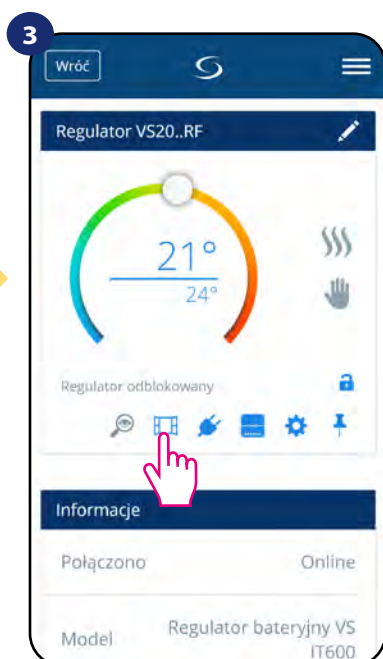 3
Wróć
Regulator VS20..RF
21°
24°
Regulator odblokowany
Informacje
Połączono Online
Model Regulator bateryjny VS
IT600